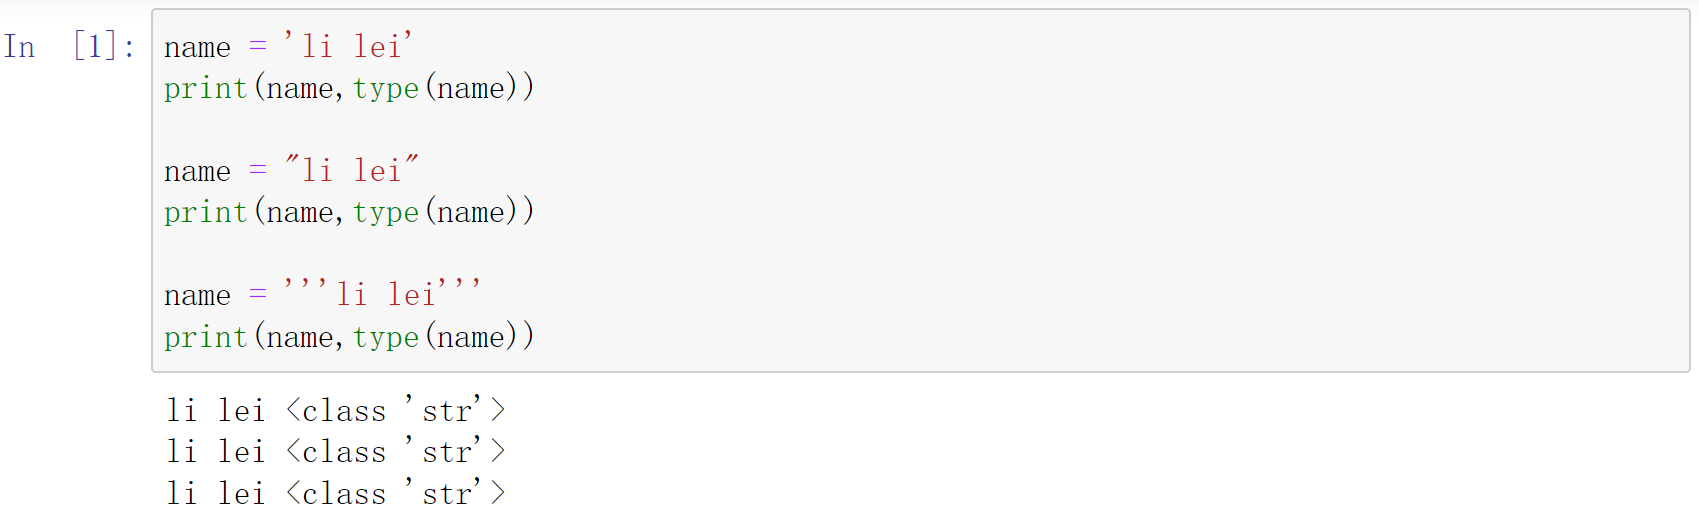 In [1]:
name = 'li lei'
print(name,type(name))
name = "li lei"
print(name,type(name))
name = '''li lei'''
print(name,type(name))
li lei <class 'str'>
li lei <class 'str'>
li lei <class 'str'>